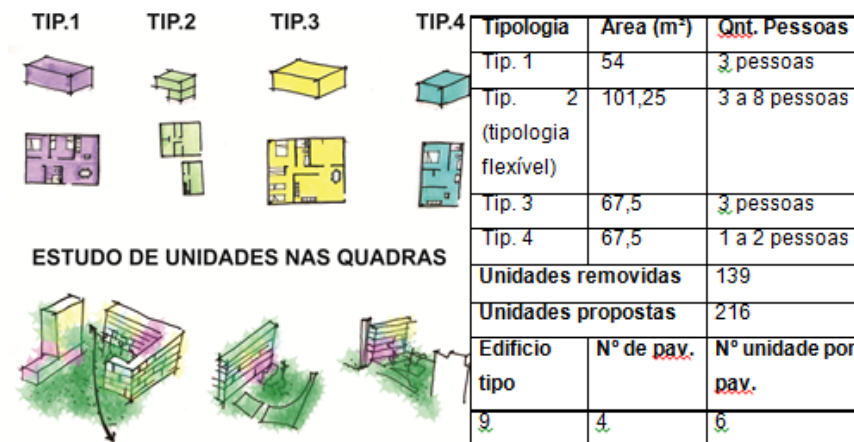 TIP.1 TIP.2 TIP.3 TIP.4
ESTUDO DE UNIDADES NAS QUADRAS
Tipologia Area (m²) Qnt. Pessoas
Tip. 1 54 3 pessoas
Tip. 2 101,25 3 a 8 pessoas
(tipologia
flexível)
Tip. 3 67,5 3 pessoas
Tip. 4 67,5 1 a 2 pessoas
Unidades removidas 139
Unidades propostas 216
Edificio Nº de pav. Nº unidade por
tipo pav.
9 4 6